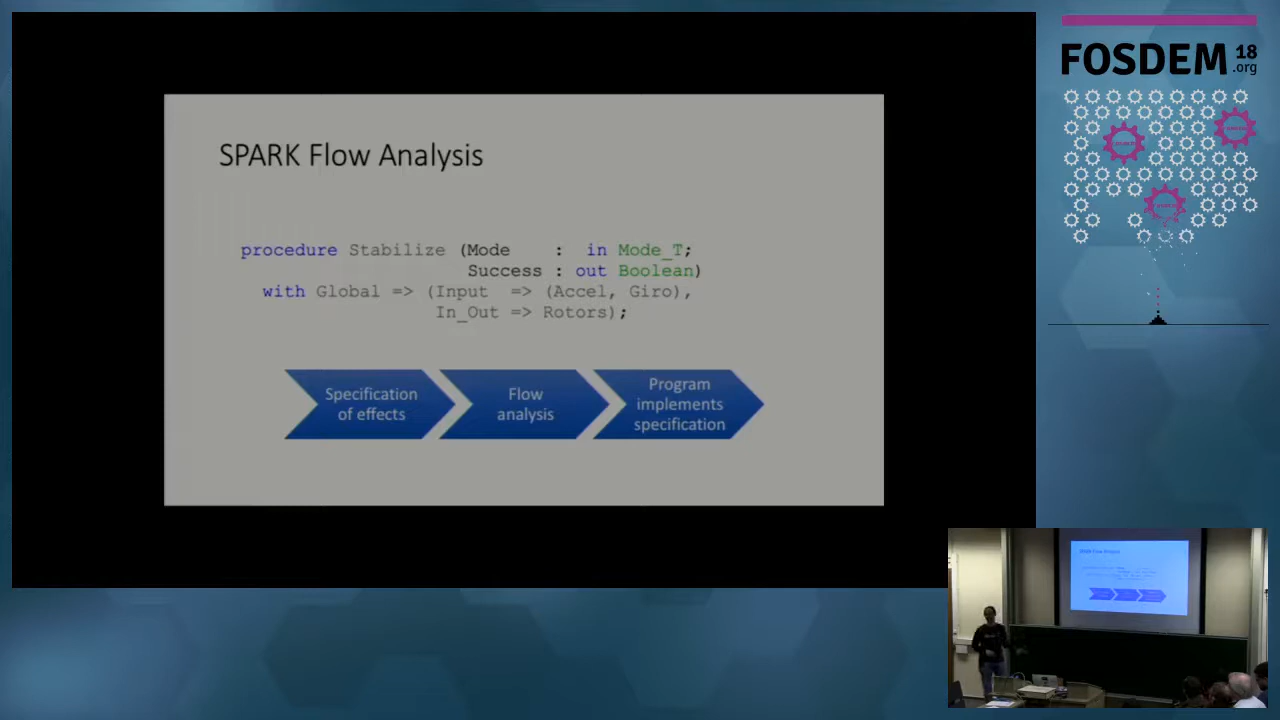 SPARK Flow Analysis
procedure Stabilize (Mode : in Mode_T;
Success : out Boolean)
with Global => (Input => (Accel, Giro),
In_Out => Rotors);
Specification
of effects
Flow
analysis
Program
implements
specification
FOSDEM 18
.org